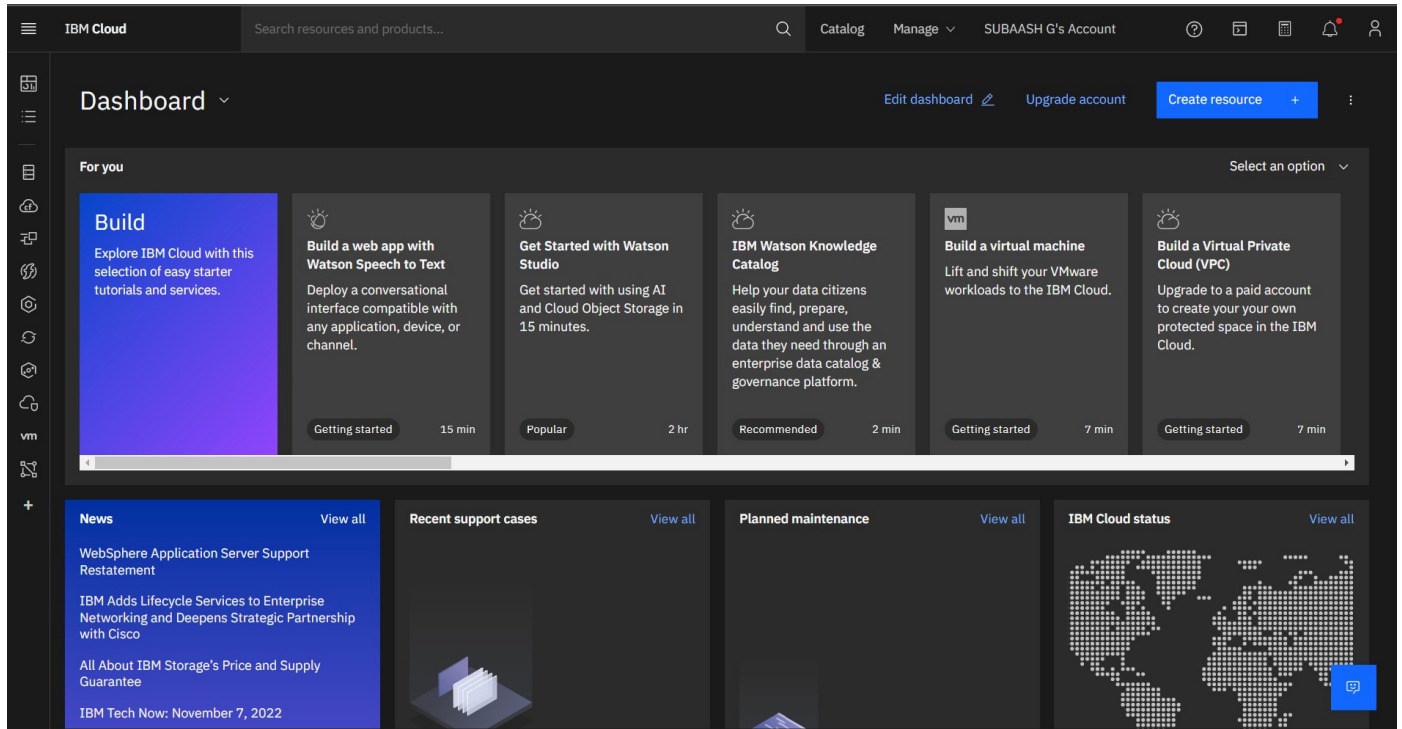 IBM Cloud
Search resources and products...
Catalog
Manage
SUBAASH G's Account
Dashboard
Edit dashboard
Upgrade account
Create resource +
For you
Select an option
Build
Explore IBM Cloud with this
selection of easy starter
tutorials and services.
Build a web app with
Watson Speech to Text
Deploy a conversational
interface compatible with
any application, device, or
channel.
Getting started
15 min
Get Started with Watson
Studio
Get started with using AI
and Cloud Object Storage in
15 minutes.
Popular
2 hr
IBM Watson Knowledge
Catalog
Help your data citizens
easily find, prepare,
understand and use the
data they need through an
enterprise data catalog &
governance platform.
Recommended
2 min
vm
Build a virtual machine
Lift and shift your VMware
workloads to the IBM Cloud.
Getting started
7 min
Build a Virtual Private
Cloud (VPC)
Upgrade to a paid account
to create your your own
protected space in the IBM
Cloud.
Getting started
7 min
cf
vm
News
View all
WebSphere Application Server Support
Restatement
IBM Adds Lifecycle Services to Enterprise
Networking and Deepens Strategic Partnership
with Cisco
All About IBM Storage's Price and Supply
Guarantee
IBM Tech Now: November 7, 2022
Recent support cases
View all
Planned maintenance
View all
IBM Cloud status
View all